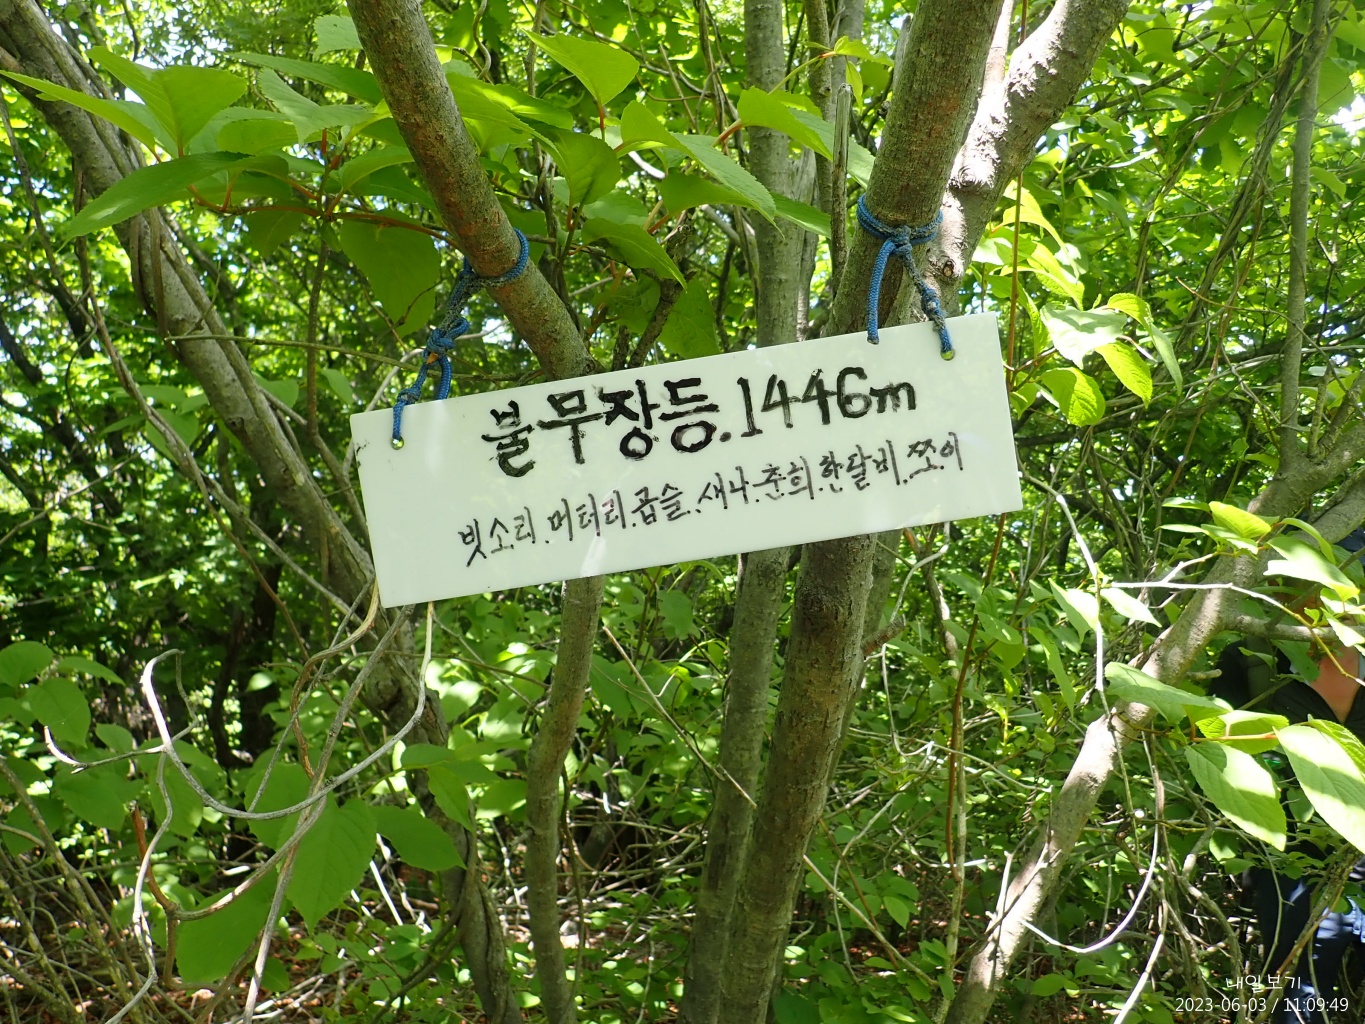 불무장등.1446m
빗소리.머터리.곱슬.새나.춘희.한달비.쪼이
내일보기
2023-06-03 / 11:09:49